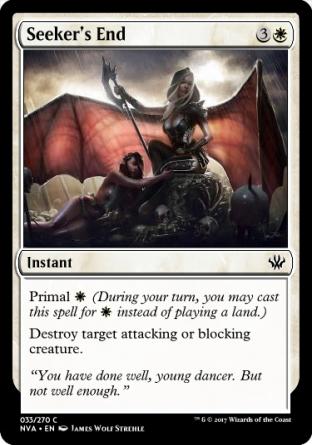 Seeker's End 3
Instant
Primal (During your turn, you may cast
this spell for instead of playing a land.)
Destroy target attacking or blocking
creature.
"You have done well, young dancer. But
not well enough."
033/270 C
NVA • EN James Wolf Strehle
™ & © 2017 Wizards of the Coast